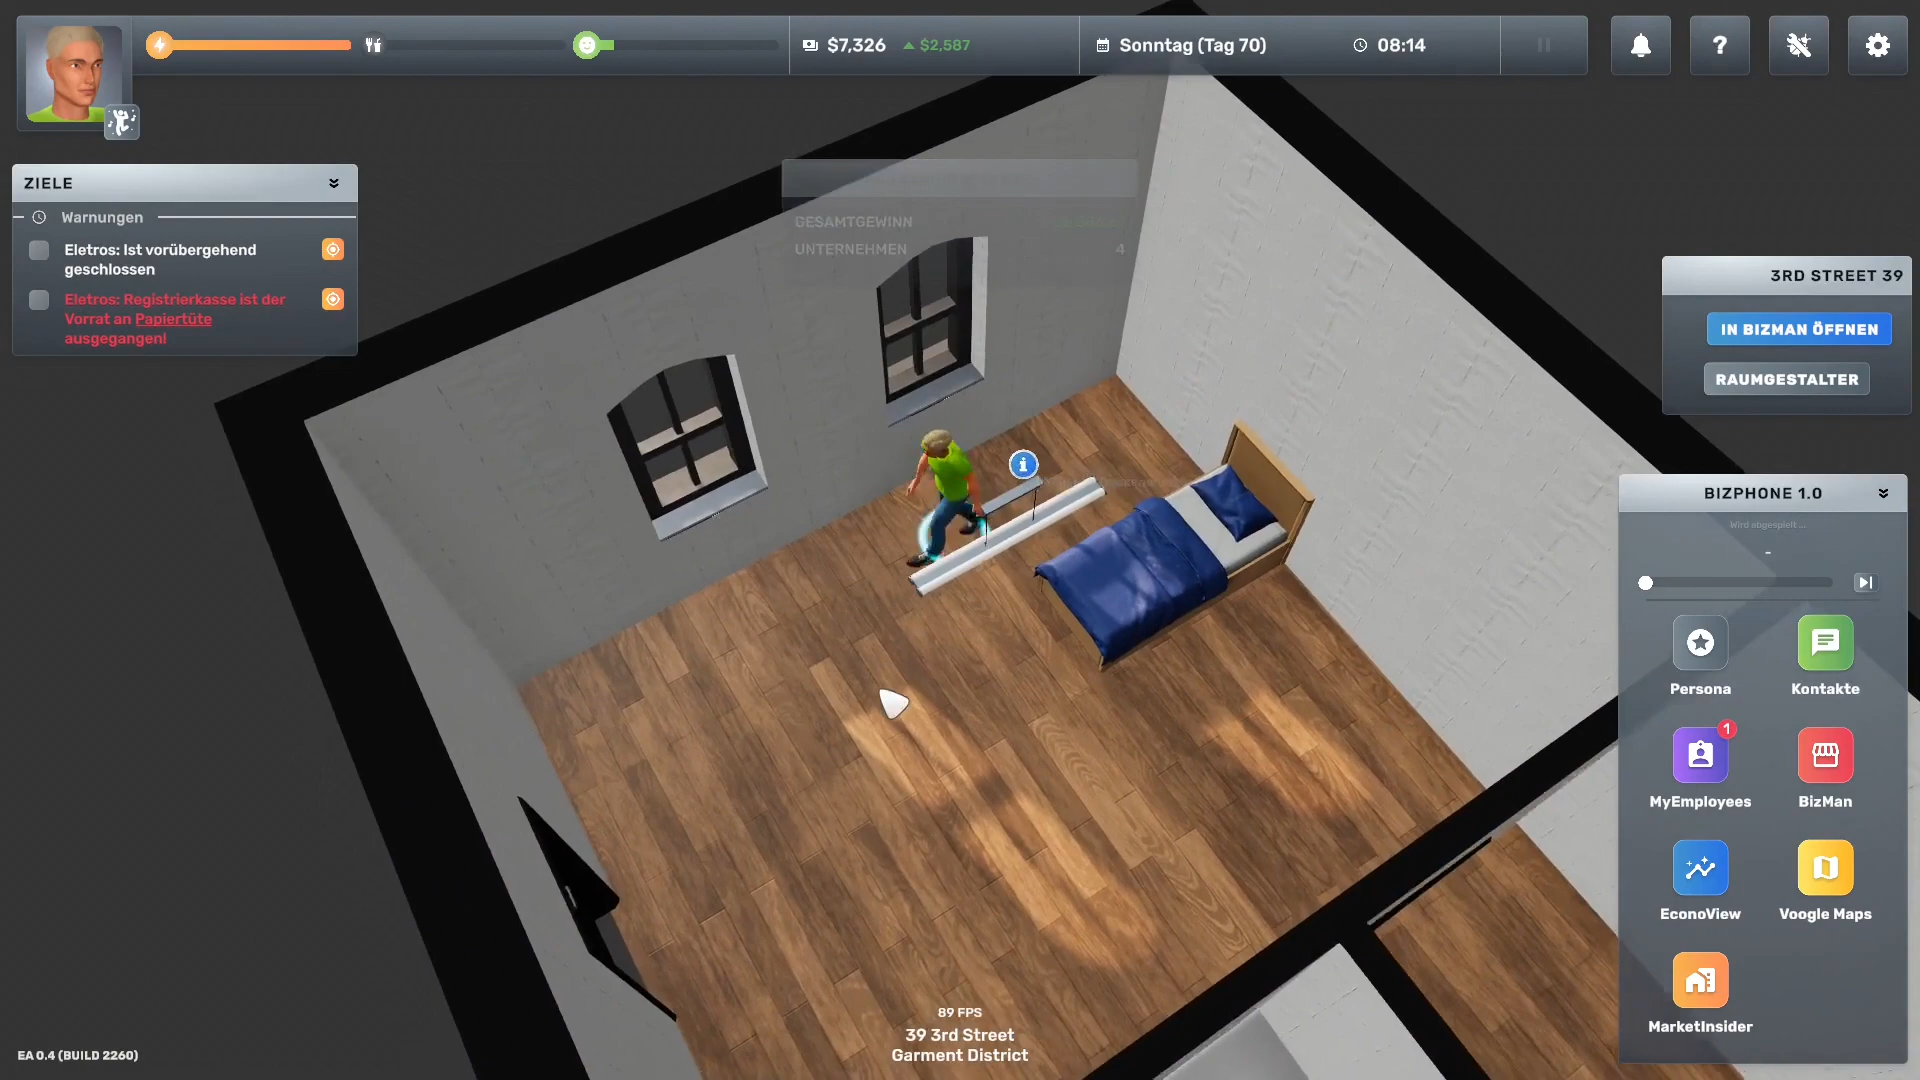 $7,326
$2,587
Sonntag (Tag 70)
08:14
?
ZIELE
Warnungen
Eletros: Ist vorübergehend
geschlossen
Eletros: Registrierkasse ist der
Vorrat an Papiertüte
ausgegangen!
GESAMTGEWINN
UNTERNEHMEN
4
3RD STREET 39
IN BIZMAN ÖFFNEN
RAUMGESTALTER
BIZPHONE 1.0
Wird abgespielt ...
-
Persona
Kontakte
1
MyEmployees
BizMan
EconoView
Voogle Maps
MarketInsider
89 FPS
39 3rd Street
Garment District
EA 0.4 (BUILD 2260)